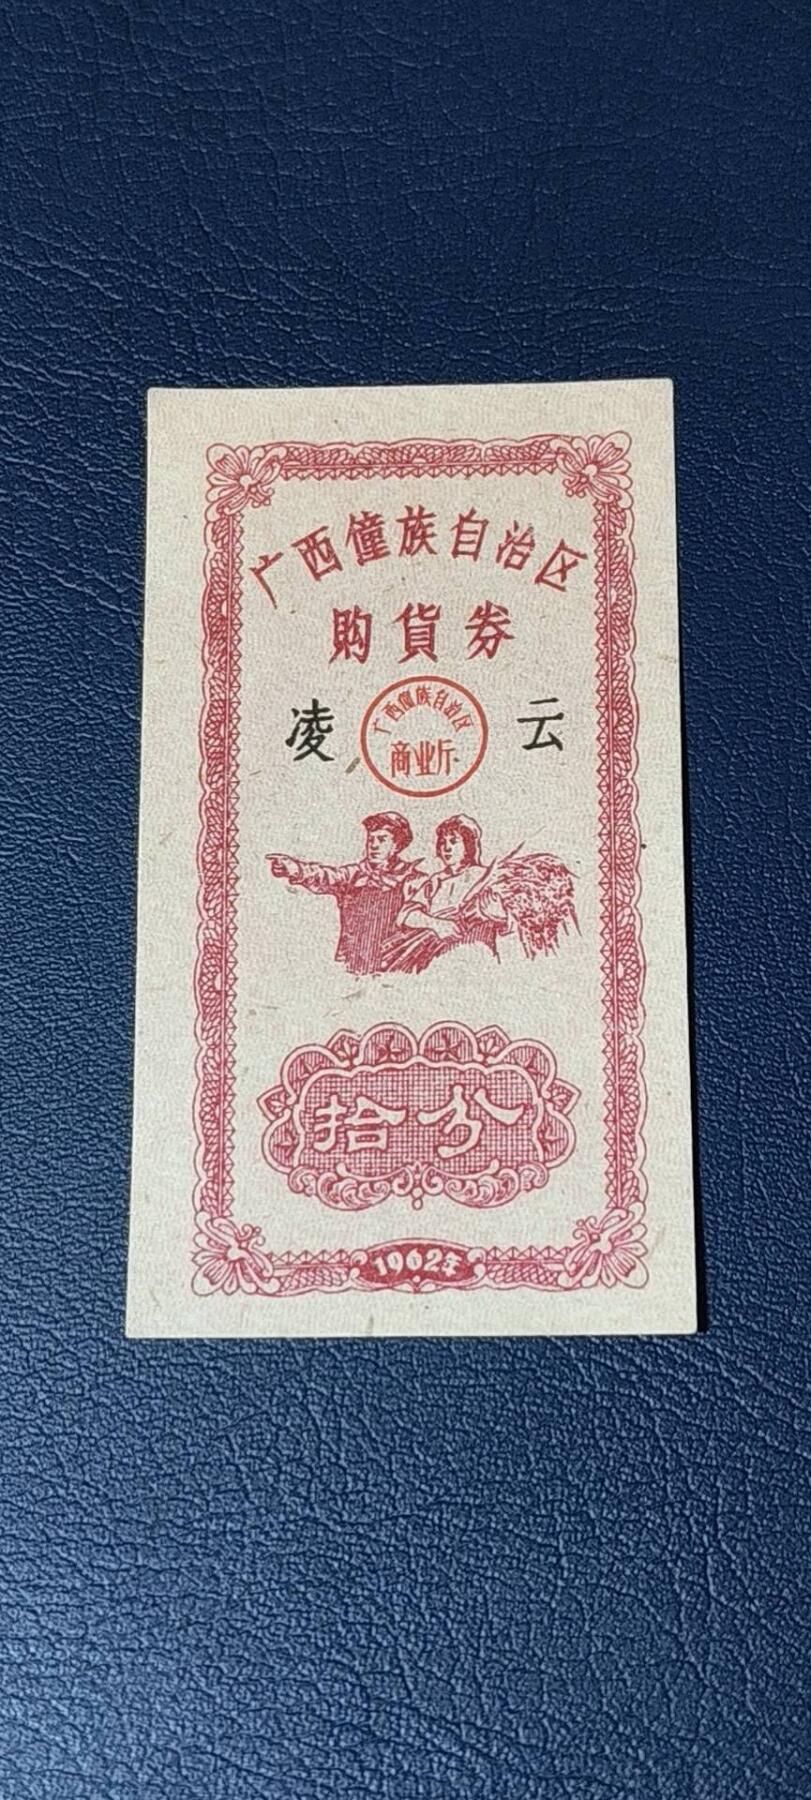 广西僮族自治区
购貨券
凌 云
广西僮族自治区
商业厅
拾分
1962年